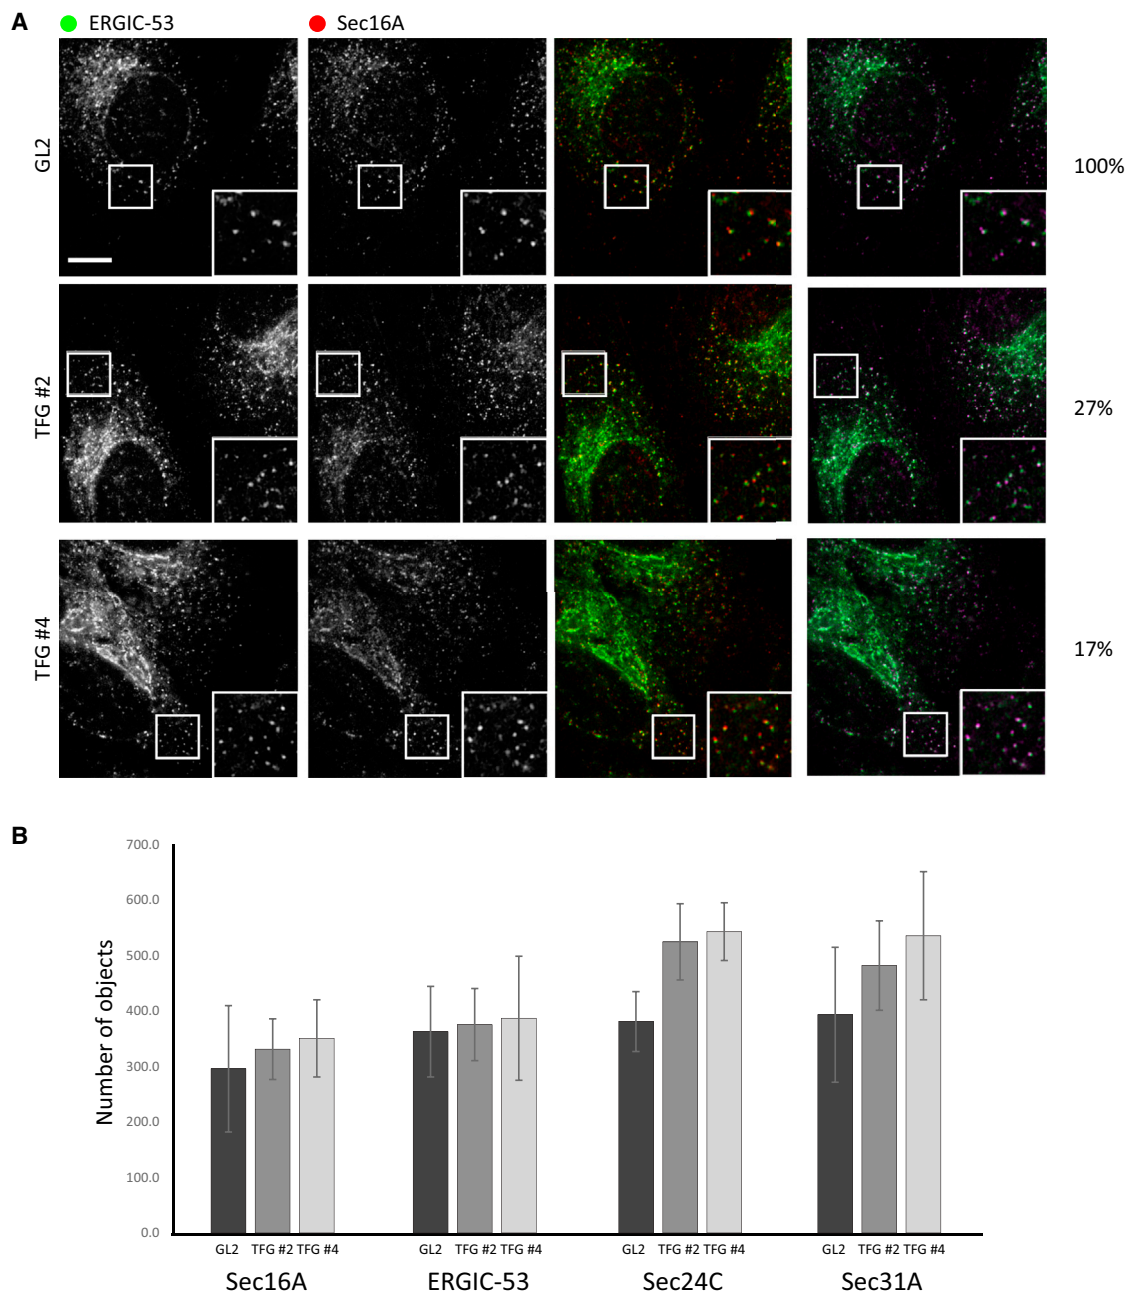 A
ERGIC-53 Sec16A
GL2
100%
TFG #2
27%
TFG #4
17%
B
Number of objects
700.0
600.0
500.0
400.0
300.0
200.0
100.0
0.0
GL2 TFG #2 TFG #4 GL2 TFG #2 TFG #4 GL2 TFG #2 TFG #4 GL2 TFG #2 TFG #4
Sec16A ERGIC-53 Sec24C Sec31A